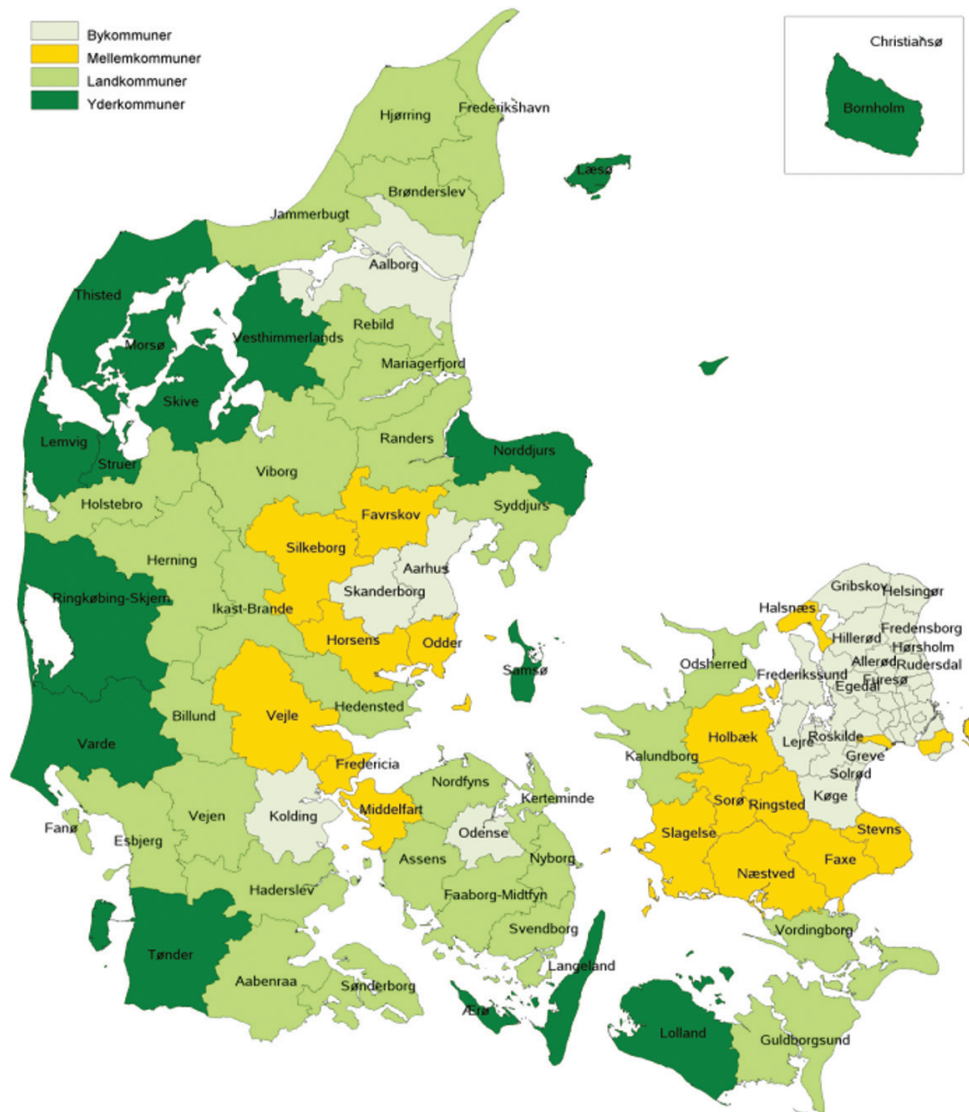 Bykommuner
Mellemkommuner
Landkommuner
Yderkommuner
Christiansø
Bornholm
Hjørring
Frederikshavn
Læsø
Brønderslev
Jammerbugt
Aalborg
Thisted
Rebild
Vesthimmerlands
Morsø
Mariagerfjord
Skive
Lemvig
Struer
Randers
Norddjurs
Viborg
Holstebro
Syddjurs
Favrskov
Silkeborg
Herning
Aarhus
Skanderborg
Gribskov
Helsingør
Ringkøbing-Skjern
Ikast-Brande
Halsnæs
Horsens
Odder
Hillerød
Fredensborg
Hørsholm
Odsherred
Samsø
Frederikssund
Allerød
Rudersdal
Egedal
Furesø
Hedensted
Billund
Vejle
Varde
Holbæk
Lejre
Roskilde
Kalundborg
Greve
Fredericia
Solrød
Nordfyns
Kerteminde
Køge
Middelfart
Sorø
Ringsted
Fanø
Esbjerg
Vejen
Kolding
Odense
Slagelse
Stevns
Assens
Nyborg
Faxe
Næstved
Haderslev
Faaborg-Midtfyn
Svendborg
Vordingborg
Tønder
Langeland
Aabenraa
Sønderborg
Ærø
Lolland
Guldborgsund